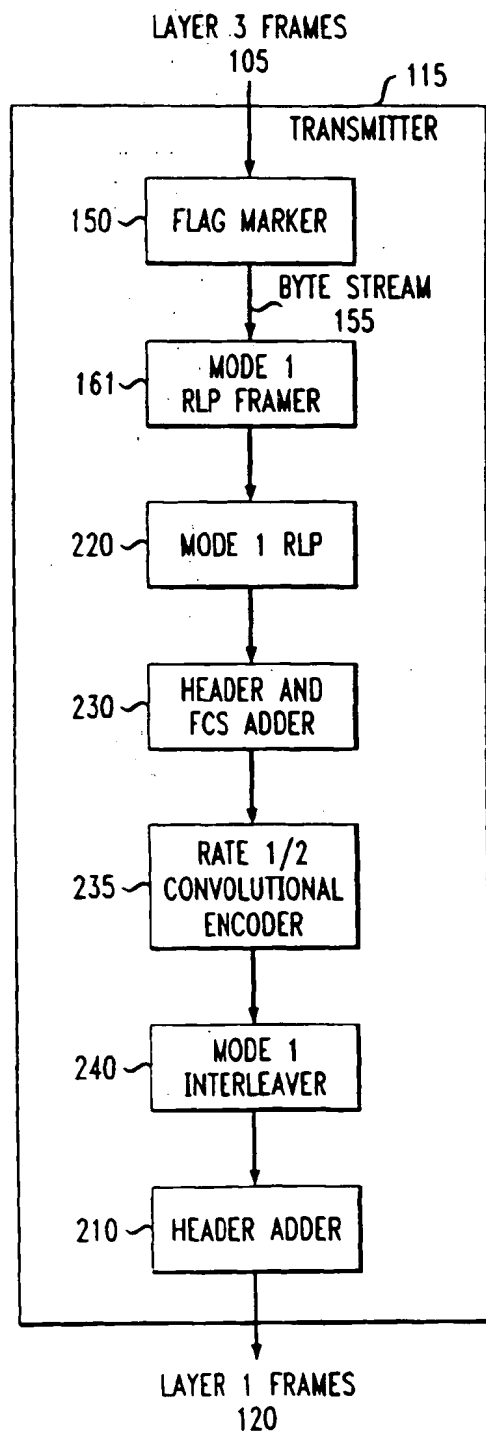 LAYER 3 FRAMES
105
115
TRANSMITTER
150
FLAG MARKER
BYTE STREAM
155
161
MODE 1
RLP FRAMER
220
MODE 1 RLP
230
HEADER AND
FCS ADDER
235
RATE 1/2
CONVOLUTIONAL
ENCODER
240
MODE 1
INTERLEAVER
210
HEADER ADDER
LAYER 1 FRAMES
120